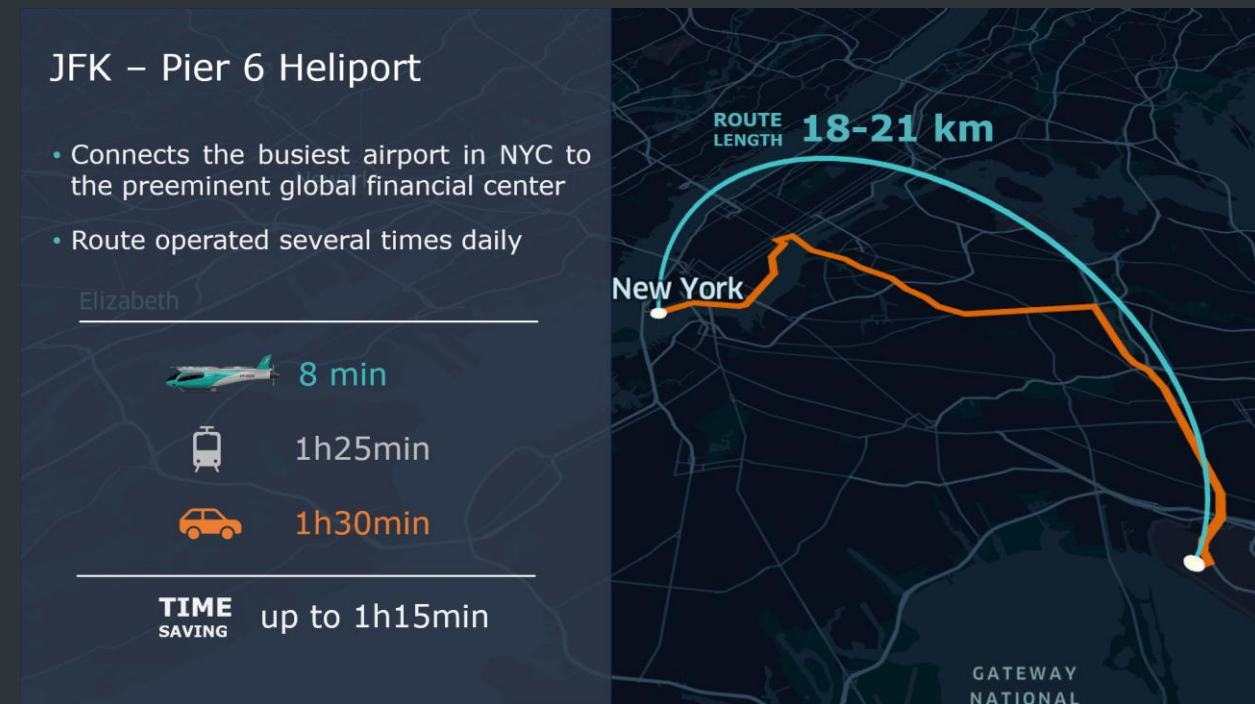 JFK – Pier 6 Heliport
• Connects the busiest airport in NYC to
the preeminent global financial center
• Route operated several times daily
Elizabeth
8 min
1h25min
1h30min
TIME
SAVING
up to 1h15min
ROUTE
LENGTH
18-21 km
New York
GATEWAY
NATIONAL